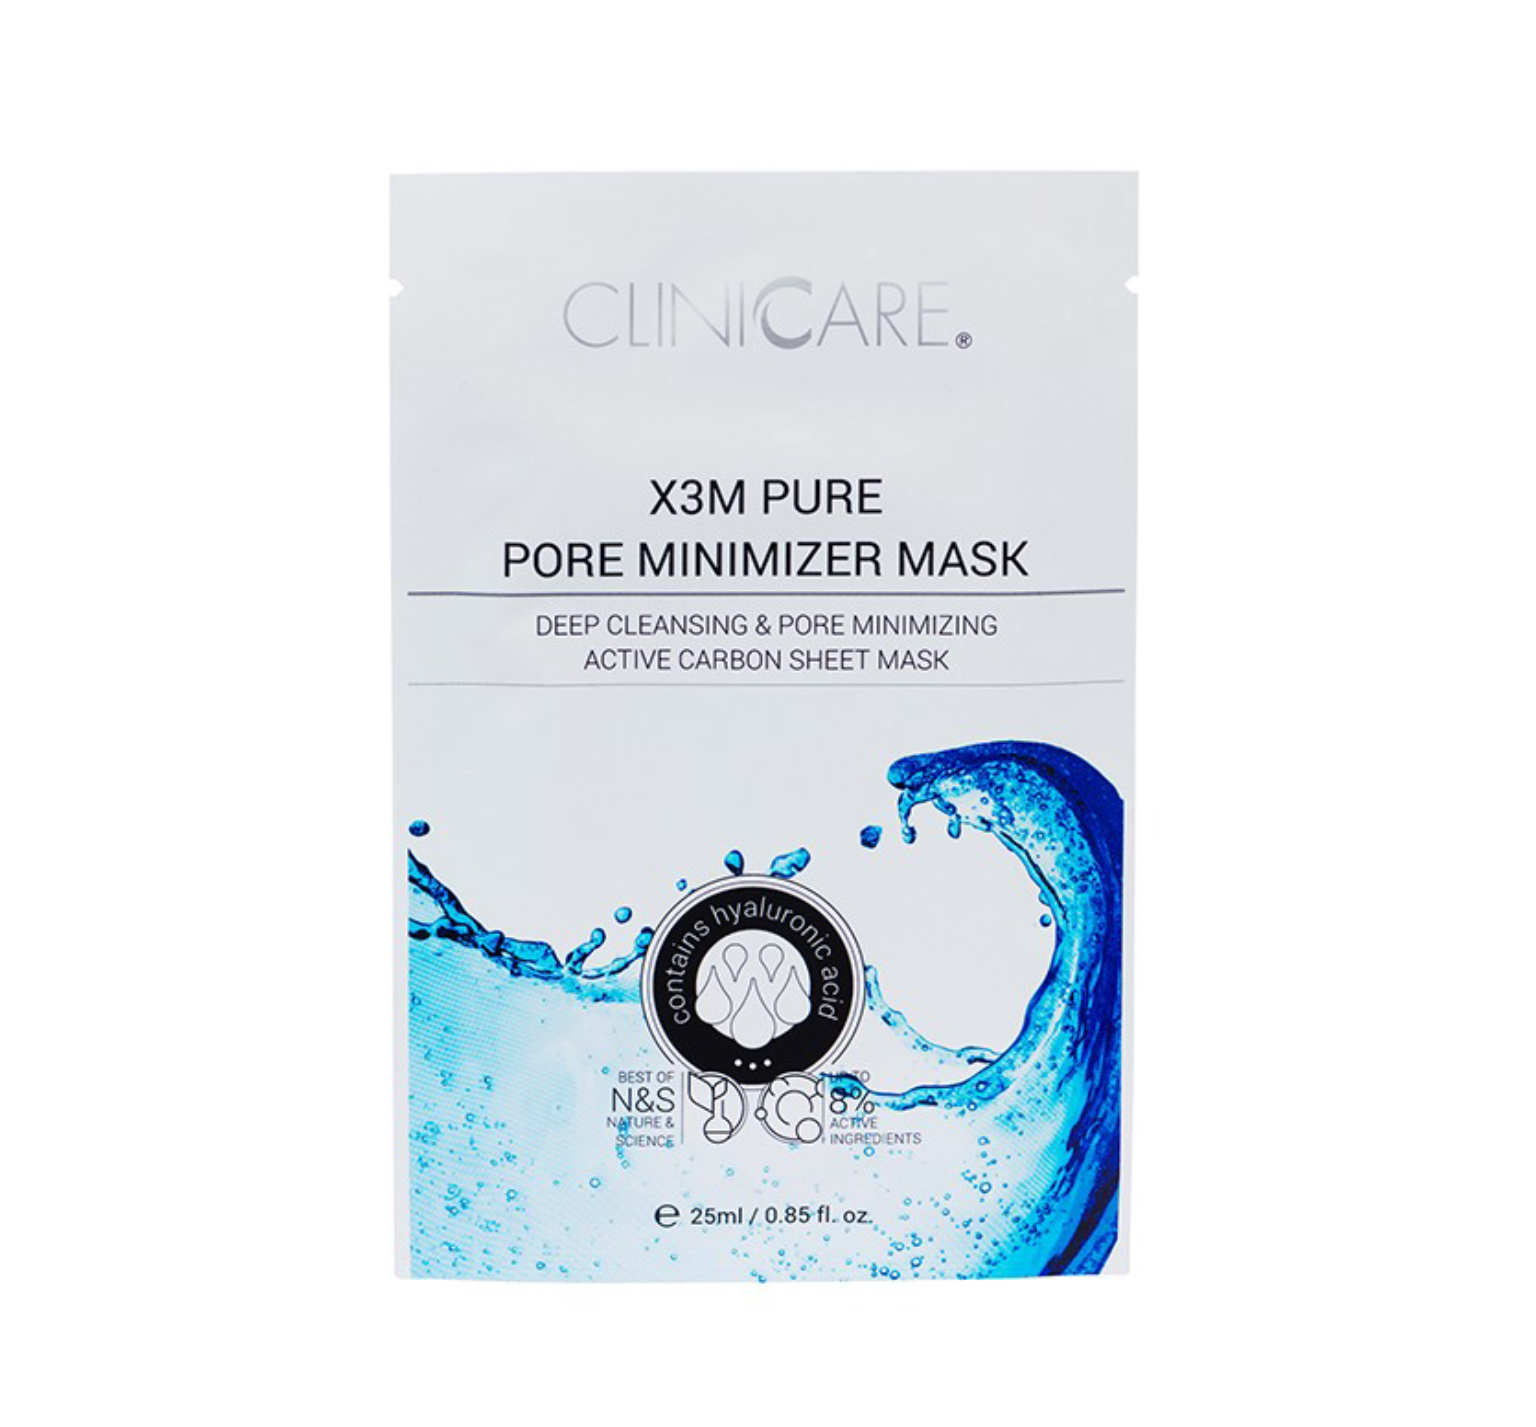 CLINICARE®
X3M PURE
PORE MINIMIZER MASK
DEEP CLEANSING & PORE MINIMIZING
ACTIVE CARBON SHEET MASK
contains hyaluronic acid
BEST OF
N&S
NATURE &
SCIENCE
UP TO
8%
ACTIVE
INGREDIENTS
℮ 25ml / 0.85 fl. oz.